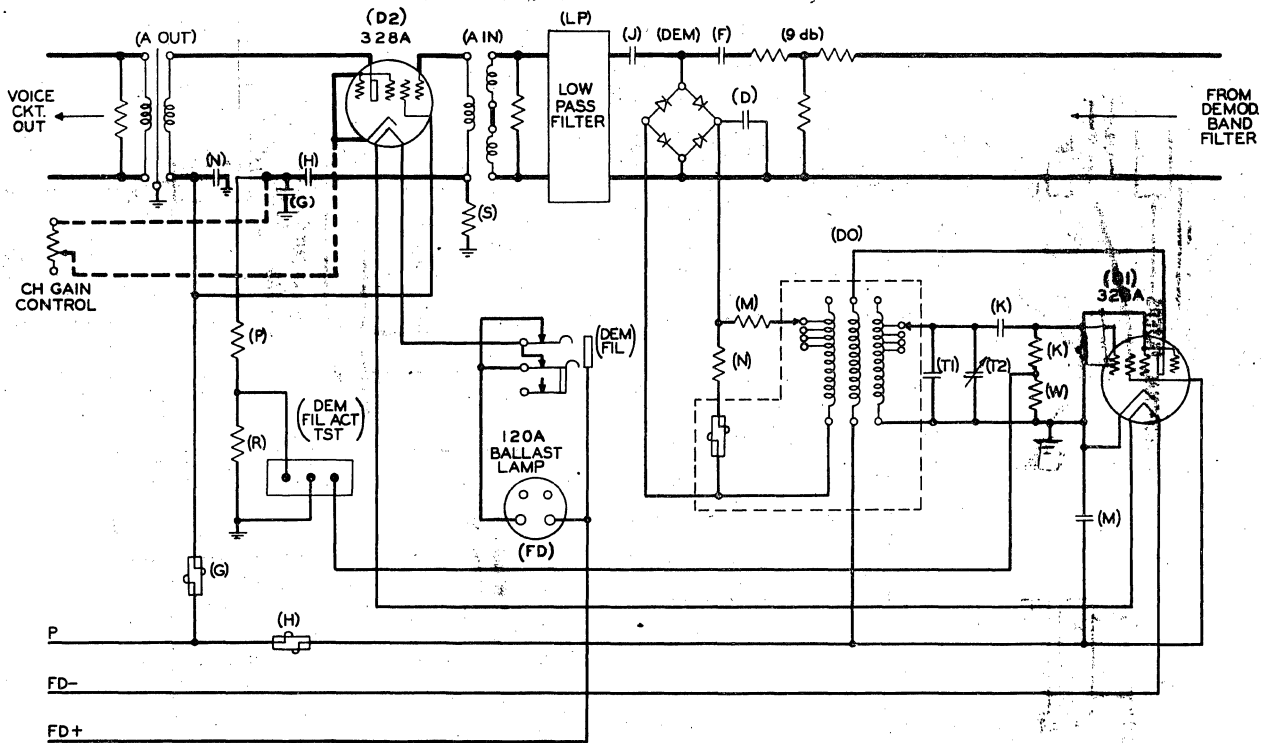 (A OUT)
(D2)
328A
(A IN)
(LP)
LOW
PASS
FILTER
(J)
(DEM)
(F)
(9 db)
(D)
VOICE
CKT.
OUT
FROM
DEMOD.
BAND
FILTER
(N)
(H)
(G)
(S)
CH GAIN
CONTROL
(P)
(R)
(DEM
FIL ACT
TST)
(DEM
FIL)
120A
BALLAST
LAMP
(FD)
(M)
(N)
(DO)
(T1)
(T2)
(K)
(K)
(W)
(M)
(G)
(H)
P
FD-
FD+